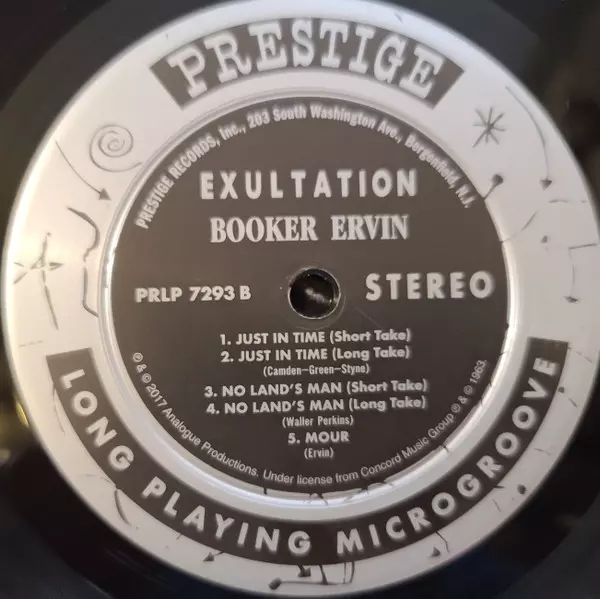 PRESTIGE
PRESTIGE RECORDS, Inc., 203 South Washington Ave., Bergenfield, N.J.
EXULTATION
BOOKER ERVIN
PRLP 7293 B
STEREO
1. JUST IN TIME (Short Take)
2. JUST IN TIME (Long Take)
(Camden–Green–Styne)
3. NO LAND'S MAN (Short Take)
4. NO LAND'S MAN (Long Take)
(Waller Perkins)
5. MOUR
(Ervin)
℗ & © 2017 Analogue Productions. Under license from Concord Music Group ℗ & © 1963.
LONG PLAYING MICROGROOVE